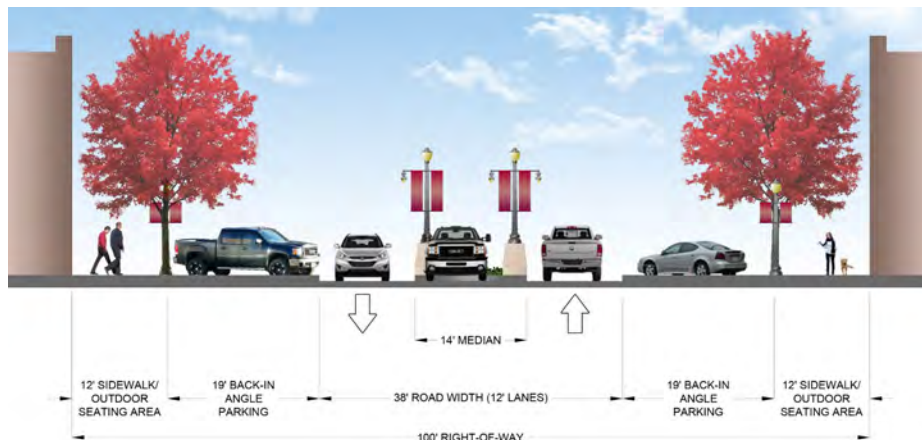 14' MEDIAN
12' SIDEWALK/
OUTDOOR
SEATING AREA
19' BACK-IN
ANGLE
PARKING
38' ROAD WIDTH (12' LANES)
19' BACK-IN
ANGLE
PARKING
12' SIDEWALK/
OUTDOOR
SEATING AREA
100' RIGHT-OF-WAY